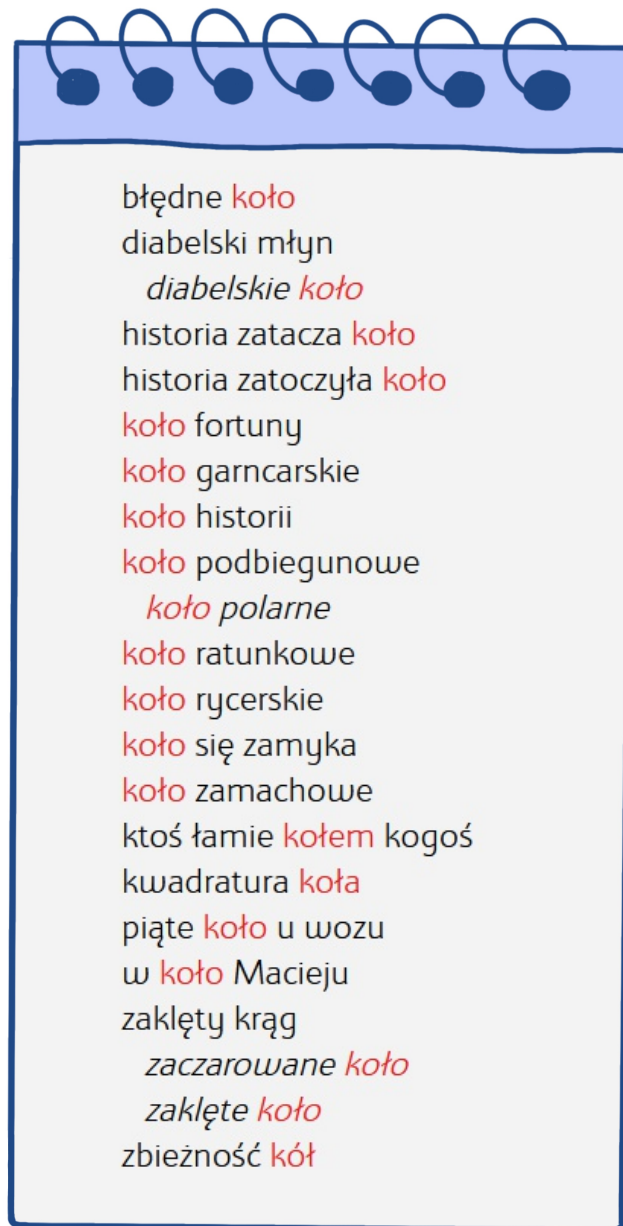 błędne koło
diabelski młyn
diabelskie koło
historia zatacza koło
historia zatoczyła koło
koło fortuny
koło garncarskie
koło historii
koło podbiegunowe
koło polarne
koło ratunkowe
koło rycerskie
koło się zamyka
koło zamachowe
ktoś łamie kołem kogoś
kwadratura koła
piąte koło u wozu
w koło Macieju
zaklęty krąg
zaczarowane koło
zaklęte koło
zbieżność kół